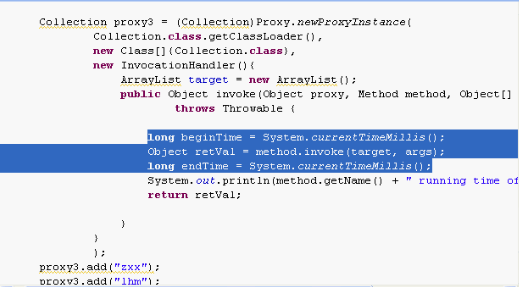 Collection proxy3 = (Collection)Proxy.newProxyInstance(
Collection.class.getClassLoader(),
new Class[]{Collection.class},
new InvocationHandler(){
ArrayList target = new ArrayList();
public Object invoke(Object proxy, Method method, Object[]
throws Throwable {
long beginTime = System.currentTimeMillis();
Object retVal = method.invoke(target, args);
long endTime = System.currentTimeMillis();
System.out.println(method.getName() + " running time of
return retVal;
}
}
);
proxy3.add("zxx");
proxy3.add("lhm");